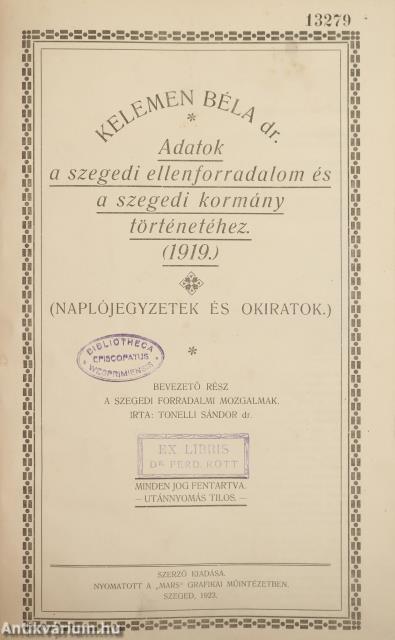 13279
KELEMEN BÉLA dr.
*
Adatok
a szegedi ellenforradalom és
a szegedi kormány
történetéhez.
(1919.)
(NAPLÓJEGYZETEK ÉS OKIRATOK.)
BIBLIOTHECA
EPISCOPATUS
WESPRIMIENSIS
*
BEVEZETŐ RÉSZ
A SZEGEDI FORRADALMI MOZGALMAK.
IRTA: TONELLI SÁNDOR dr.
EX LIBRIS
DR. FERD. ROTT
MINDEN JOG FENTARTVA.
— UTÁNNYOMÁS TILOS. —
SZERZŐ KIADÁSA.
NYOMATOTT A „MARS" GRAFIKAI MŰINTÉZETBEN.
SZEGED, 1923.
Antikvárium.hu